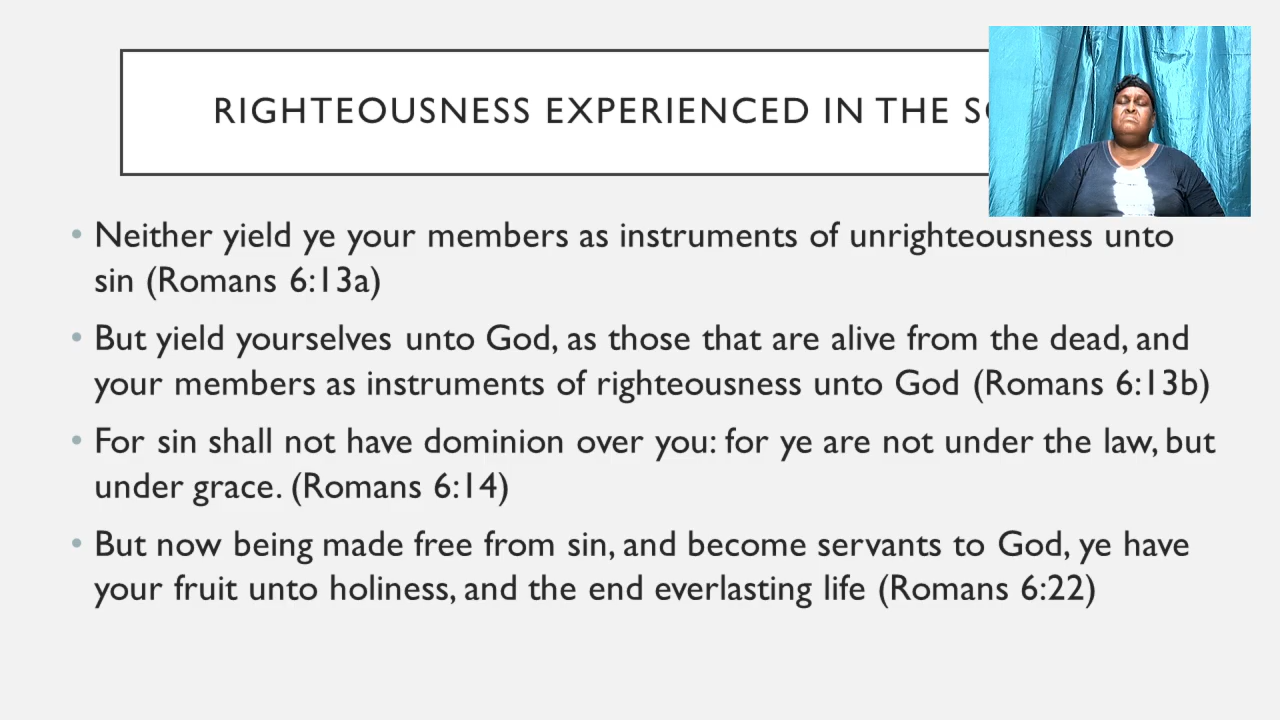 RIGHTEOUSNESS EXPERIENCED IN THE
Neither yield ye your members as instruments of unrighteousness unto
sin (Romans 6:13a)
But yield yourselves unto God, as those that are alive from the dead, and
your members as instruments of righteousness unto God (Romans 6:13b)
For sin shall not have dominion over you: for ye are not under the law, but
under grace. (Romans 6:14)
But now being made free from sin, and become servants to God, ye have
your fruit unto holiness, and the end everlasting life (Romans 6:22)